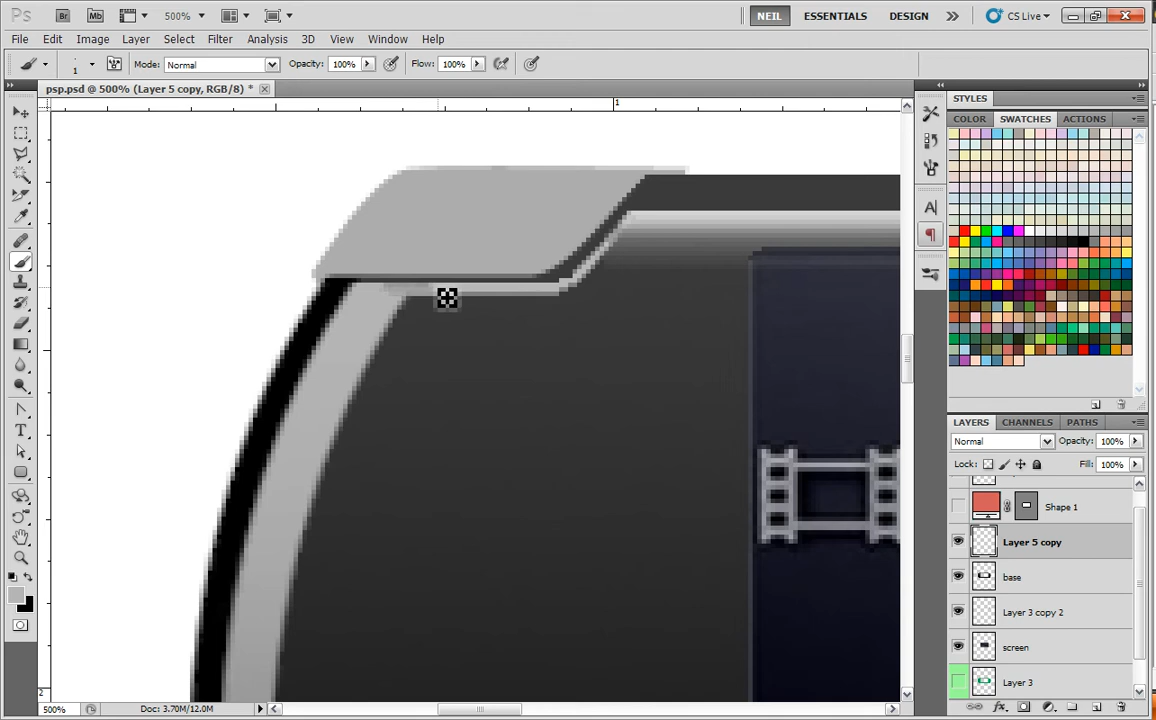 Ps Br Mb 500% NEIL ESSENTIALS DESIGN CS Live
File Edit Image Layer Select Filter Analysis 3D View Window Help
1 Mode: Normal Opacity: 100% Flow: 100%
psp.psd @ 500% (Layer 5 copy, RGB/8) *
1
2
STYLES
COLOR SWATCHES ACTIONS
LAYERS CHANNELS PATHS
Normal Opacity: 100%
Lock: Fill: 100%
Shape 1
Layer 5 copy
base
Layer 3 copy 2
screen
Layer 3
500% Doc: 3.70M/12.0M